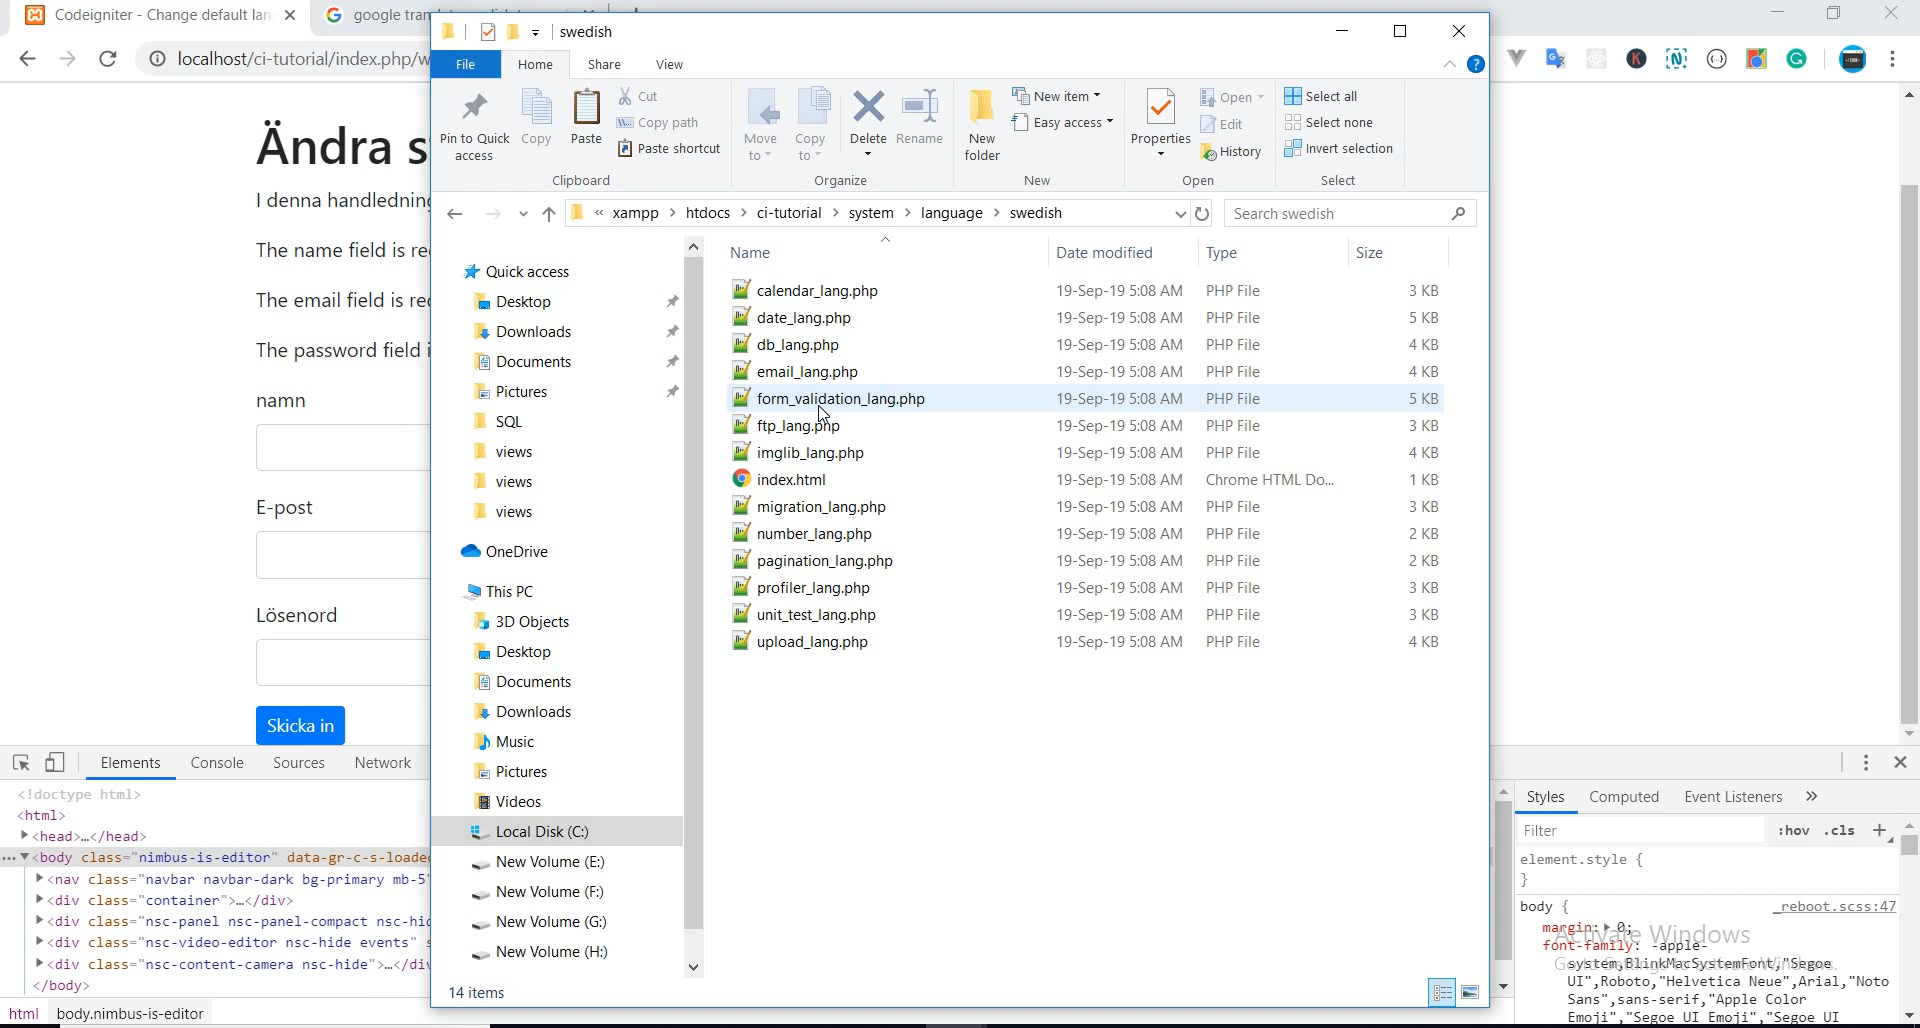 Codeigniter - Change default lan
google tran
swedish
localhost/ci-tutorial/index.php/w
File
Home
Share
View
Pin to Quick access
Copy
Paste
Cut
Copy path
Paste shortcut
Move to
Copy to
Delete
Rename
New folder
New item
Easy access
Properties
Open
Edit
History
Select all
Select none
Invert selection
Clipboard
Organize
New
Open
Select
« xampp > htdocs > ci-tutorial > system > language > swedish
Search swedish
Ändra s
I denna handledning
The name field is re
The email field is re
The password field i
namn
E-post
Lösenord
Skicka in
Quick access
Desktop
Downloads
Documents
Pictures
SQL
views
views
views
OneDrive
This PC
3D Objects
Desktop
Documents
Downloads
Music
Pictures
Videos
Local Disk (C:)
New Volume (E:)
New Volume (F:)
New Volume (G:)
New Volume (H:)
Name Date modified Type Size
calendar_lang.php 19-Sep-19 5:08 AM PHP File 3 KB
date_lang.php 19-Sep-19 5:08 AM PHP File 5 KB
db_lang.php 19-Sep-19 5:08 AM PHP File 4 KB
email_lang.php 19-Sep-19 5:08 AM PHP File 4 KB
form_validation_lang.php 19-Sep-19 5:08 AM PHP File 5 KB
ftp_lang.php 19-Sep-19 5:08 AM PHP File 3 KB
imglib_lang.php 19-Sep-19 5:08 AM PHP File 4 KB
index.html 19-Sep-19 5:08 AM Chrome HTML Do... 1 KB
migration_lang.php 19-Sep-19 5:08 AM PHP File 3 KB
number_lang.php 19-Sep-19 5:08 AM PHP File 2 KB
pagination_lang.php 19-Sep-19 5:08 AM PHP File 2 KB
profiler_lang.php 19-Sep-19 5:08 AM PHP File 3 KB
unit_test_lang.php 19-Sep-19 5:08 AM PHP File 3 KB
upload_lang.php 19-Sep-19 5:08 AM PHP File 4 KB
14 items
Elements Console Sources Network
<!doctype html>
<html>
<head>…</head>
<body class="nimbus-is-editor" data-gr-c-s-loade
<nav class="navbar navbar-dark bg-primary mb-5"
<div class="container">…</div>
<div class="nsc-panel nsc-panel-compact nsc-hi
<div class="nsc-video-editor nsc-hide events" s
<div class="nsc-content-camera nsc-hide">…</di
</body>
html body.nimbus-is-editor
Styles Computed Event Listeners »
Filter :hov .cls +
element.style {
}
body { _reboot.scss:47
margin: 0;
font-family: -apple-
system,BlinkMacSystemFont,"Segoe
UI",Roboto,"Helvetica Neue",Arial,"Noto
Sans",sans-serif,"Apple Color
Emoji","Segoe UI Emoji","Segoe UI
Activate Windows
Go to Settings to activate Windows.